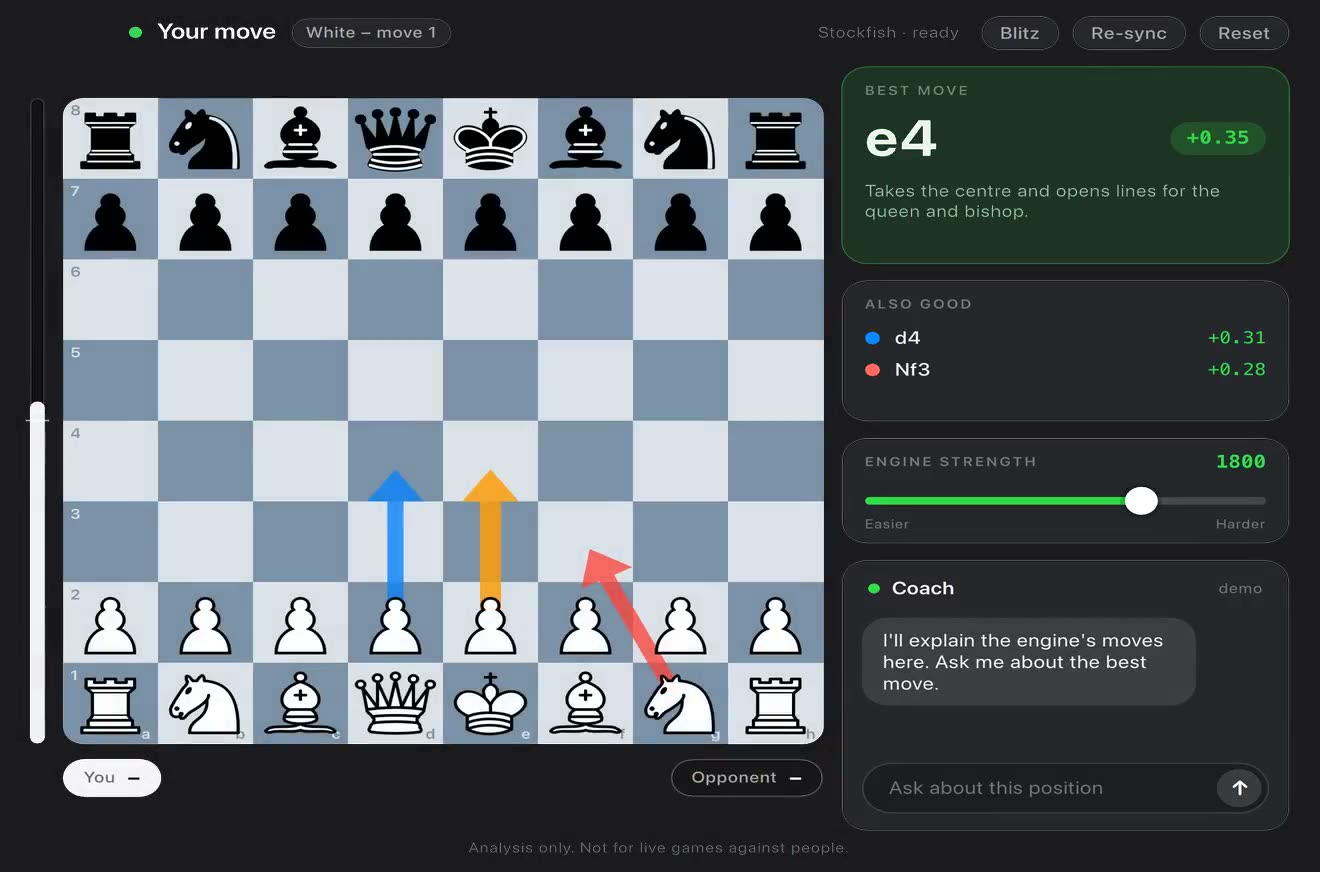 Your move
White – move 1
Stockfish · ready
Blitz
Re-sync
Reset
8
7
6
5
4
3
2
1
a
b
c
d
e
f
g
h
You –
Opponent –
BEST MOVE
e4
+0.35
Takes the centre and opens lines for the
queen and bishop.
ALSO GOOD
d4 +0.31
Nf3 +0.28
ENGINE STRENGTH 1800
Easier Harder
Coach demo
I'll explain the engine's moves
here. Ask me about the best
move.
Ask about this position
Analysis only. Not for live games against people.